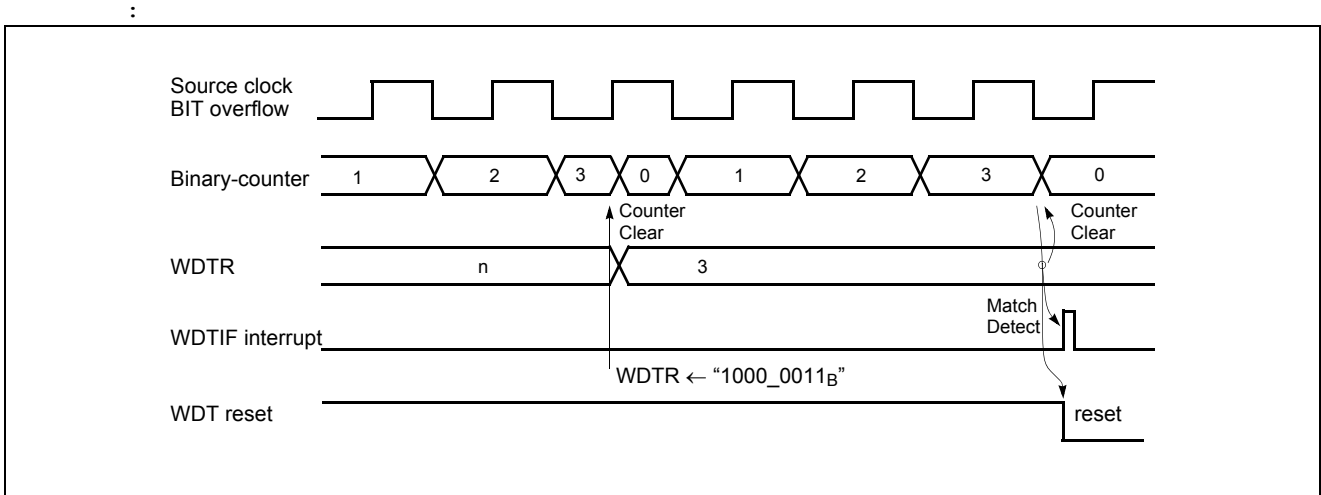 :
Source clock
BIT overflow
Binary-counter 1 2 3 0 1 2 3 0
Counter
Clear
Counter
Clear
WDTR n 3
Match
Detect
WDTIF interrupt
WDTR ← “1000_0011B”
WDT reset reset